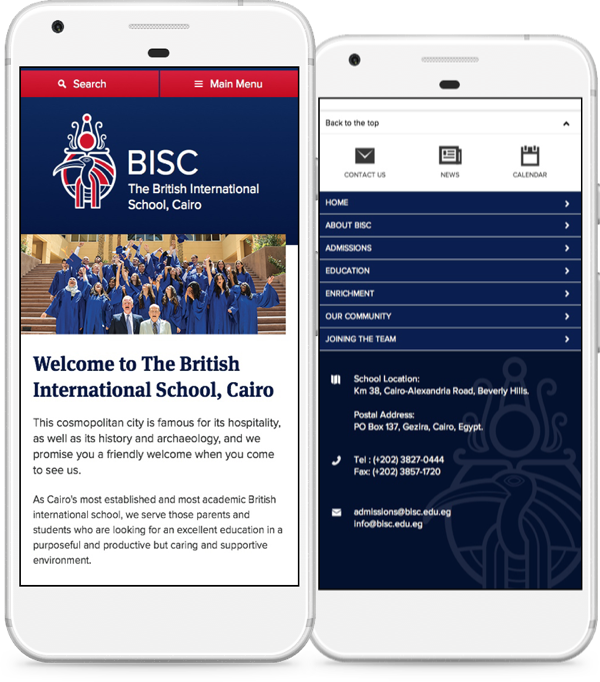 Search
Main Menu
BISC
The British International
School, Cairo
Welcome to The British
International School, Cairo
This cosmopolitan city is famous for its hospitality,
as well as its history and archaeology, and we
promise you a friendly welcome when you come
to see us.
As Cairo's most established and most academic British
international school, we serve those parents and
students who are looking for an excellent education in a
purposeful and productive but caring and supportive
environment.
Back to the top
CONTACT US
NEWS
CALENDAR
HOME
ABOUT BISC
ADMISSIONS
EDUCATION
ENRICHMENT
OUR COMMUNITY
JOINING THE TEAM
School Location:
Km 38, Cairo-Alexandria Road, Beverly Hills.
Postal Address:
PO Box 137, Gezira, Cairo, Egypt.
Tel : (+202) 3827-0444
Fax: (+202) 3857-1720
admissions@bisc.edu.eg
info@bisc.edu.eg